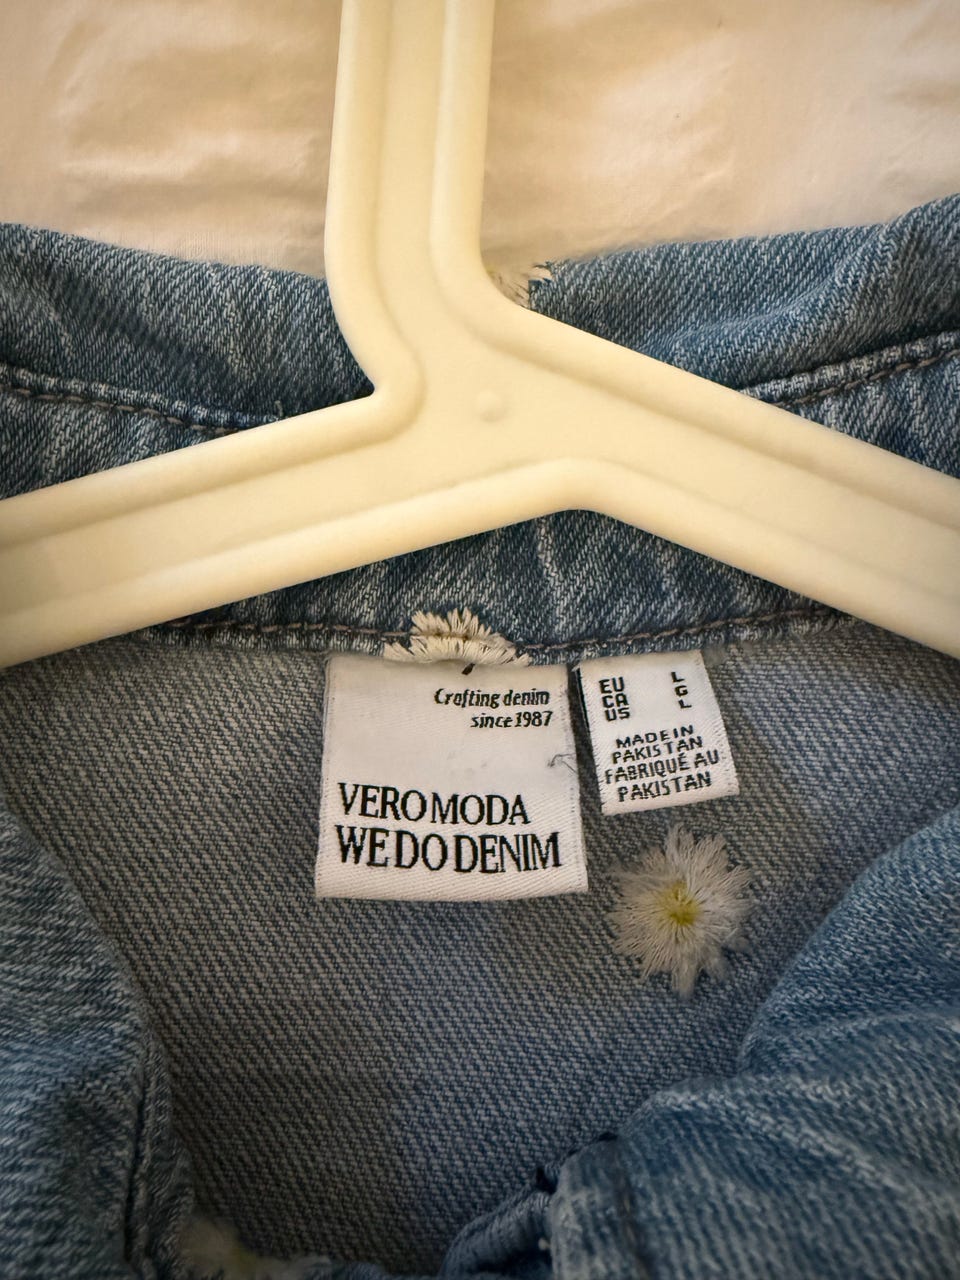 Crafting denim
since 1987
VERO MODA
WE DO DENIM
EU L
CA G
US L
MADE IN
PAKISTAN
FABRIQUÉ AU
PAKISTAN